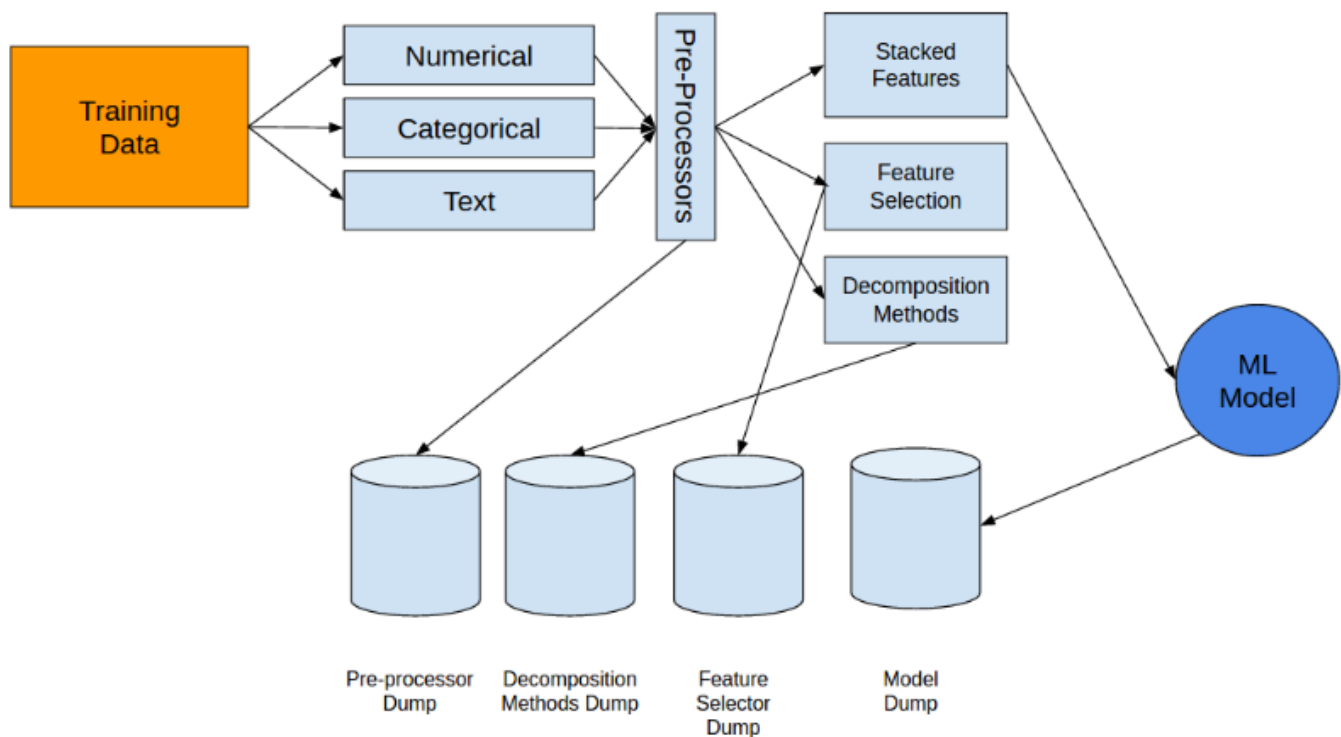 Training
Data
Numerical
Categorical
Text
Pre-Processors
Stacked
Features
Feature
Selection
Decomposition
Methods
ML
Model
Pre-processor
Dump
Decomposition
Methods Dump
Feature
Selector
Dump
Model
Dump